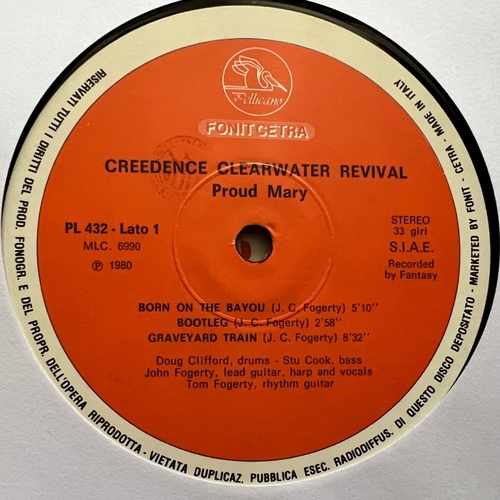 Pellicano
FONIT CETRA
CREEDENCE CLEARWATER REVIVAL
Proud Mary
PL 432 - Lato 1
MLC. 6990
Ⓟ 1980
STEREO
33 giri
S.I.A.E.
Recorded
by Fantasy
BORN ON THE BAYOU (J. C. Fogerty) 5'10''
BOOTLEG (J. C. Fogerty) 2'58''
GRAVEYARD TRAIN (J. C. Fogerty) 8'32''
Doug Clifford, drums - Stu Cook, bass
John Fogerty, lead guitar, harp and vocals
Tom Fogerty, rhythm guitar
RISERVATI TUTTI I DIRITTI DEL PROD. FONOGR. E DEL PROPR. DELL'OPERA RIPRODOTTA - VIETATA DUPLICAZ. PUBBLICA ESEC. RADIODIFFUS. DI QUESTO DISCO DEPOSITATO - MARKETED BY FONIT - CETRA - MADE IN ITALY